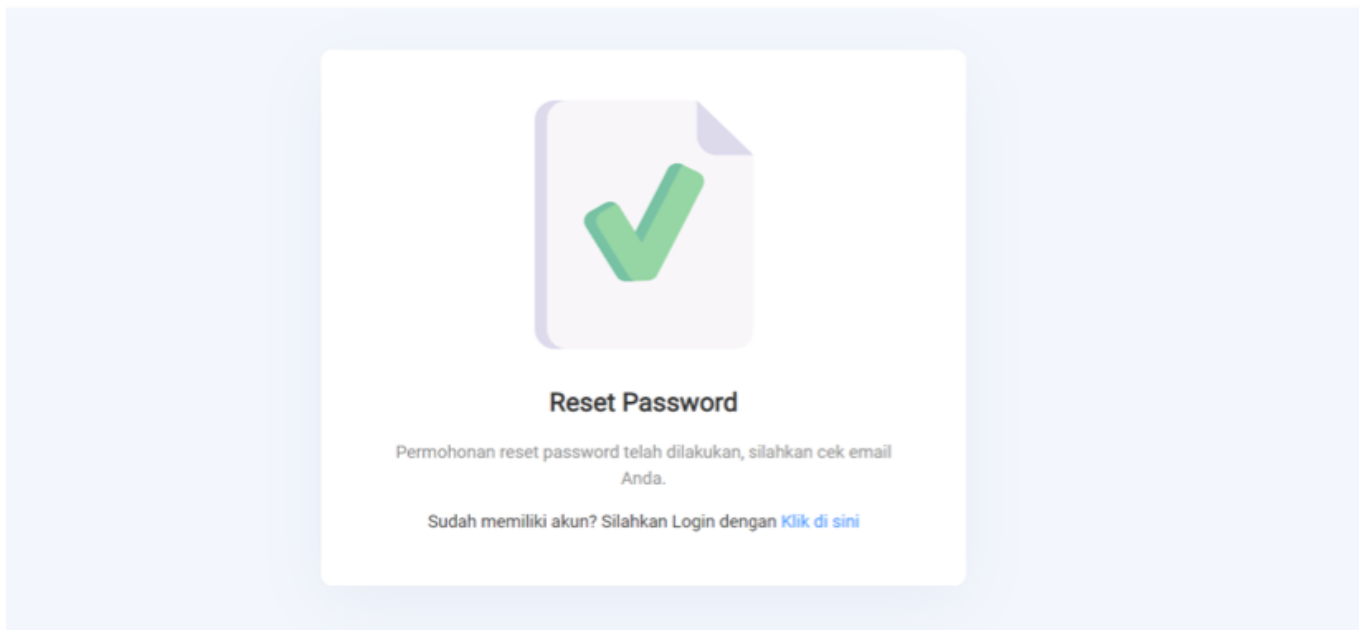 Reset Password
Permohonan reset password telah dilakukan, silahkan cek email
Anda.
Sudah memiliki akun? Silahkan Login dengan Klik di sini